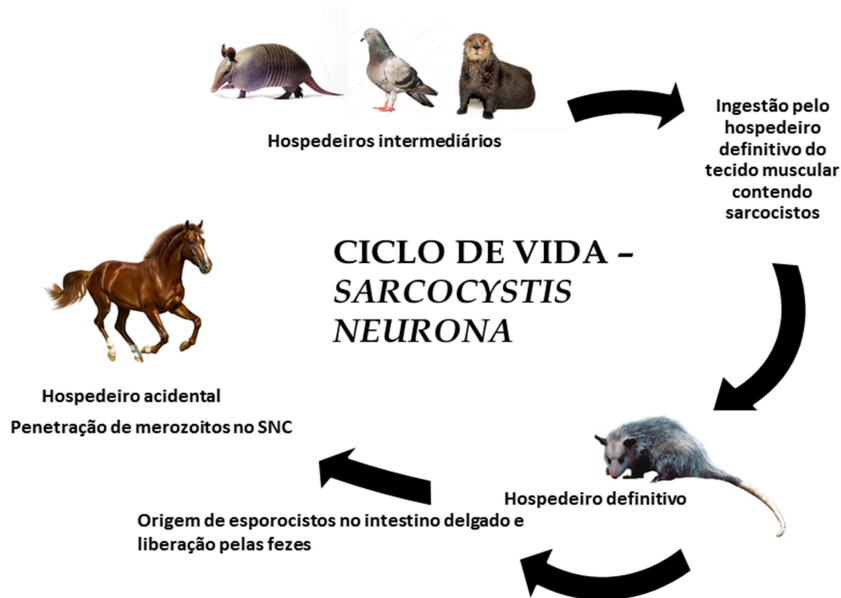 Hospedeiros intermediários
Ingestão pelo
hospedeiro
definitivo do
tecido muscular
contendo
sarcocistos
CICLO DE VIDA –
SARCOCYSTIS
NEURONA
Hospedeiro acidental
Penetração de merozoitos no SNC
Hospedeiro definitivo
Origem de esporocistos no intestino delgado e
liberação pelas fezes